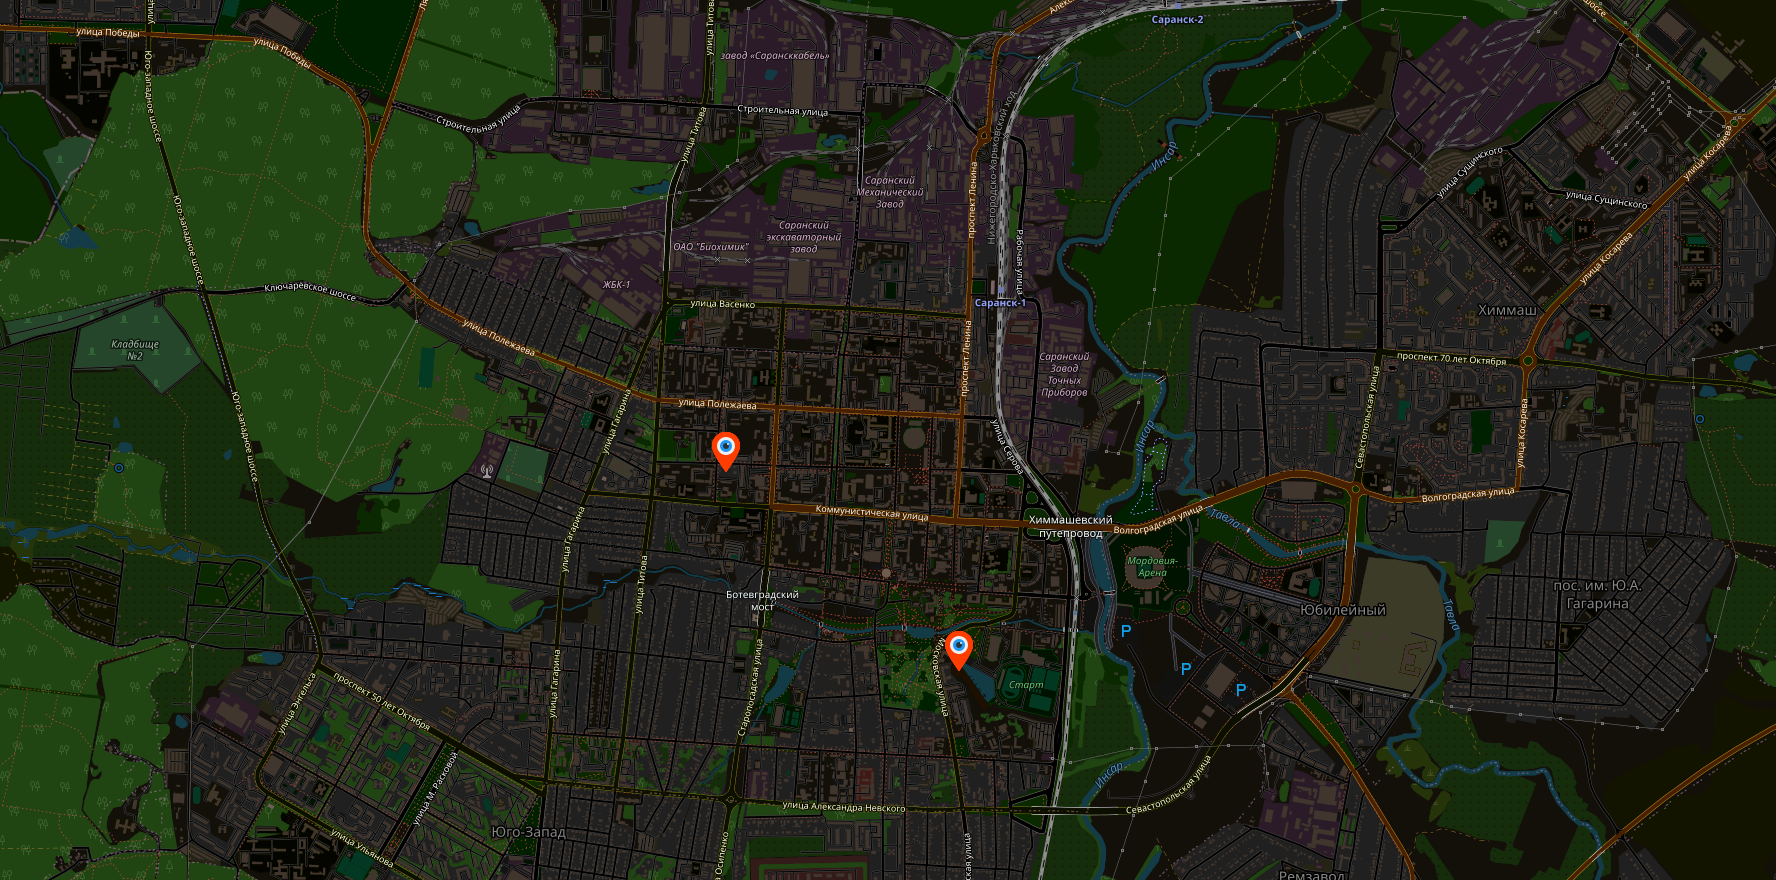 Саранск-2
улица Победы
улица Победы
Юго-западное шоссе
улица Титова
завод «Сарансккабель»
Строительная улица
Строительная улица
улица Титова
Нижегородско-Харьковский ход
Инсар
улица Косарева
улица Сущинского
улица Сущинского
Саранский
Механический
Завод
проспект Ленина
Юго-западное шоссе
Саранский
экскаваторный
завод
ОАО "Биохимик"
Рабочая улица
улица Косарева
ЖБК-1
Ключарёвское шоссе
улица Васенко
Саранск-1
Химмаш
улица Полежаева
проспект Ленина
Кладбище
№2
Саранский
Завод
Точных
Приборов
проспект 70 лет Октября
улица Гагарина
улица Полежаева
Юго-западное шоссе
Севастопольская улица
улица Косарева
улица Серова
Инсар
Волгоградская улица
Коммунистическая улица
Химмашевский
путепровод
Волгоградская улица
Тавла
улица Гагарина
Мордовия-
Арена
улица Титова
Ботевградский
мост
пос. им. Ю.А.
Гагарина
Юбилейный
Тавла
P
P
P
Московская улица
Старт
Старопосадская улица
улица Гагарина
улица Энгельса
проспект 50 лет Октября
улица М. Расковой
Инсар
Севастопольская улица
улица Александра Невского
Юго-Запад
улица Ульянова
Ремзавод